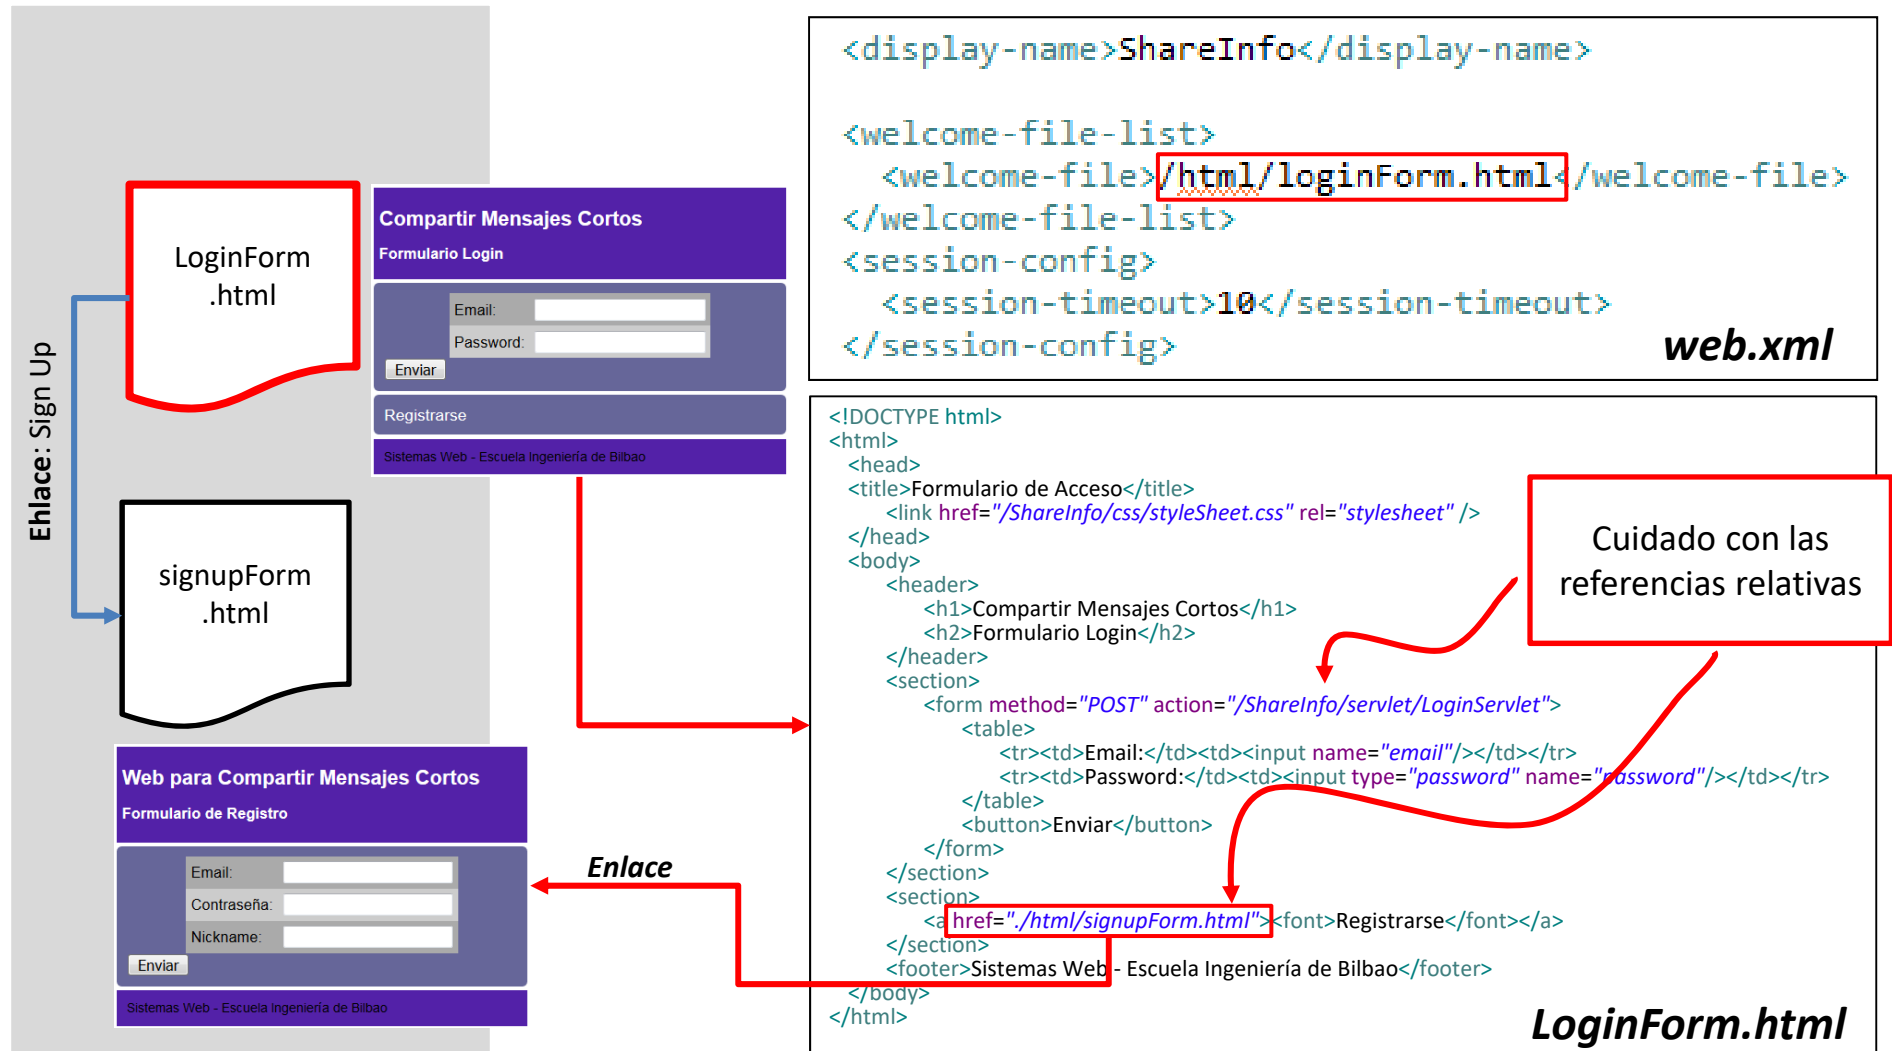 Enlace: Sign Up
LoginForm
.html
signupForm
.html
Compartir Mensajes Cortos
Formulario Login
Email:
Password:
Enviar
Registrarse
Sistemas Web - Escuela Ingeniería de Bilbao
Web para Compartir Mensajes Cortos
Formulario de Registro
Email:
Contraseña:
Nickname:
Enviar
Sistemas Web - Escuela Ingeniería de Bilbao
Enlace
<display-name>ShareInfo</display-name>
<welcome-file-list>
<welcome-file>/html/loginForm.html</welcome-file>
</welcome-file-list>
<session-config>
<session-timeout>10</session-timeout>
</session-config>
web.xml
<!DOCTYPE html>
<html>
<head>
<title>Formulario de Acceso</title>
<link href="/ShareInfo/css/styleSheet.css" rel="stylesheet" />
</head>
<body>
<header>
<h1>Compartir Mensajes Cortos</h1>
<h2>Formulario Login</h2>
</header>
<section>
<form method="POST" action="/ShareInfo/servlet/LoginServlet">
<table>
<tr><td>Email:</td><td><input name="email"/></td></tr>
<tr><td>Password:</td><td><input type="password" name="password"/></td></tr>
</table>
<button>Enviar</button>
</form>
</section>
<section>
<a href="./html/signupForm.html"><font>Registrarse</font></a>
</section>
<footer>Sistemas Web - Escuela Ingeniería de Bilbao</footer>
</body>
</html>
LoginForm.html
Cuidado con las
referencias relativas